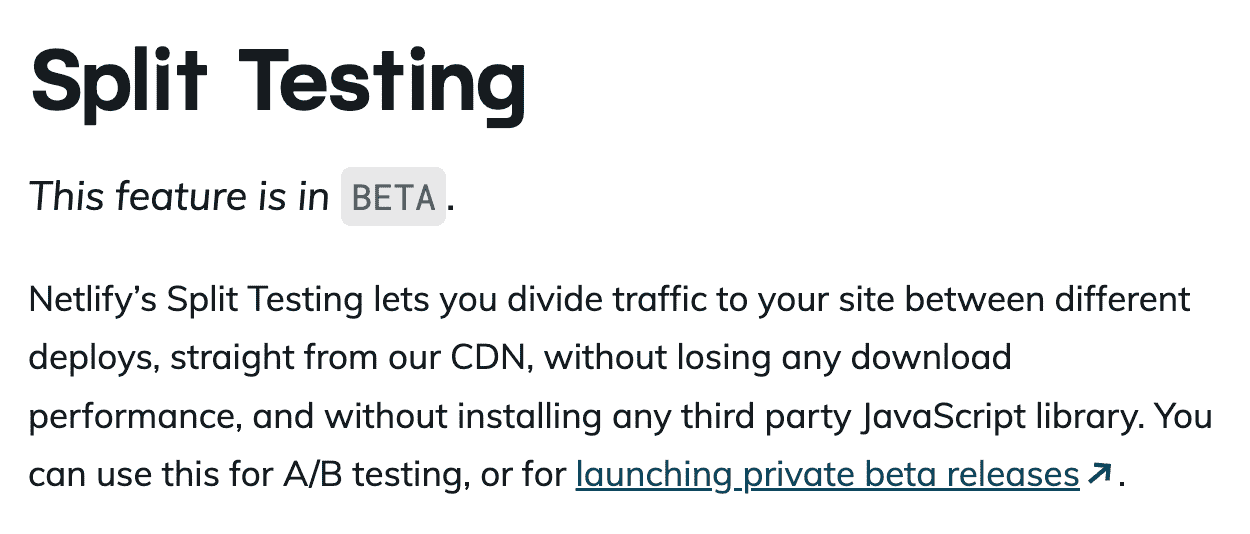 Split Testing
This feature is in BETA.
Netlify’s Split Testing lets you divide traffic to your site between different
deploys, straight from our CDN, without losing any download
performance, and without installing any third party JavaScript library. You
can use this for A/B testing, or for launching private beta releases↗.